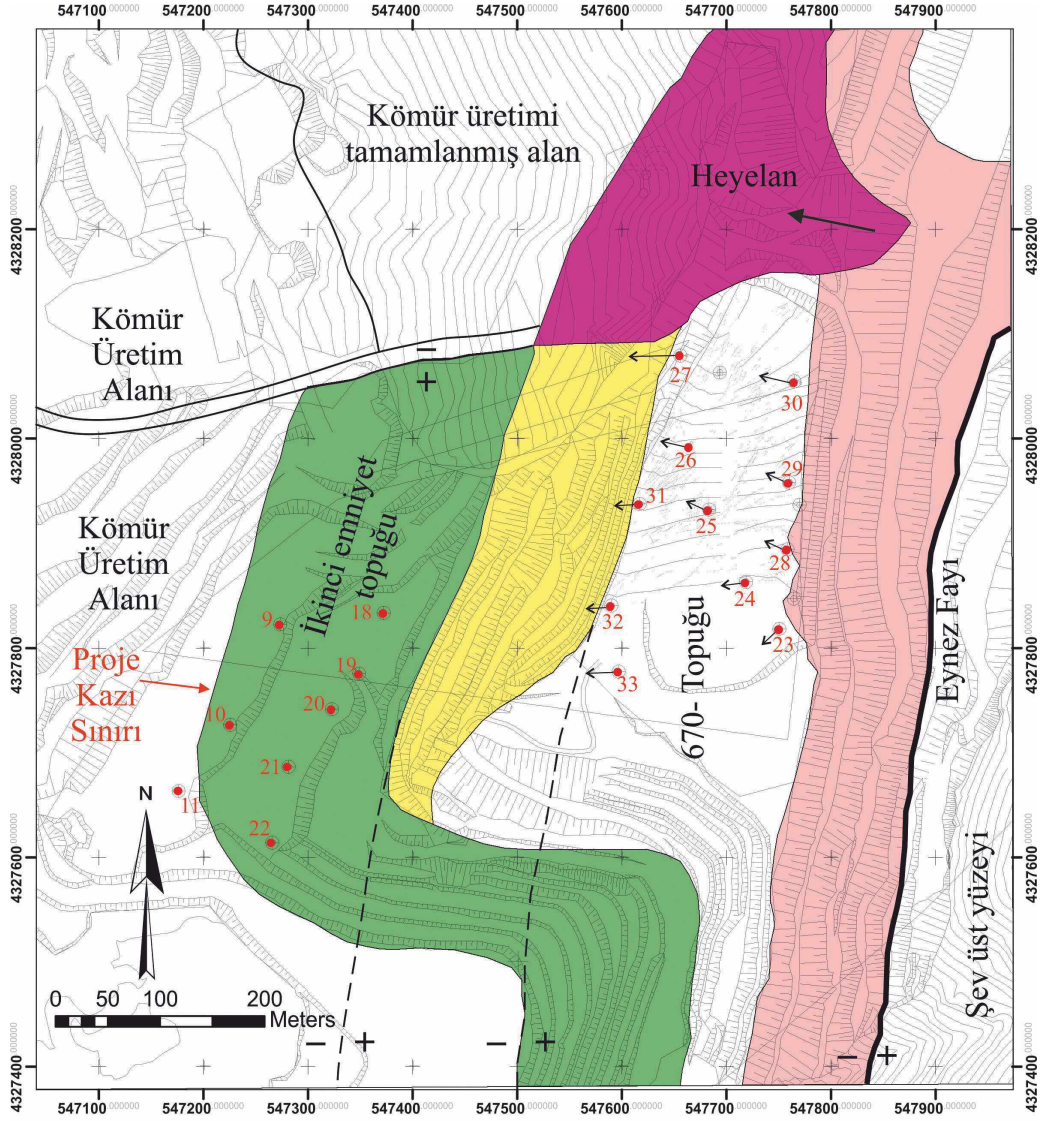 547100.000000 547200.000000 547300.000000 547400.000000 547500.000000 547600.000000 547700.000000 547800.000000 547900.000000
Kömür üretimi
tamamlanmış alan
Heyelan
4328200.000000
4328200.000000
Kömür
Üretim
Alanı
−
+
27
30
4328000.000000
4328000.000000
26
29
31
25
Kömür
Üretim
Alanı
İkinci emniyet
topuğu
28
24
32
9
18
23
4327800.000000
4327800.000000
Proje
Kazı
Sınırı
19
33
670- Topuğu
Eynez Fayı
10
20
21
11
N
22
4327600.000000
4327600.000000
Şev üst yüzeyi
0 50 100 200
Meters
− +
− +
− +
4327400.000000
4327400.000000
547100.000000 547200.000000 547300.000000 547400.000000 547500.000000 547600.000000 547700.000000 547800.000000 547900.000000